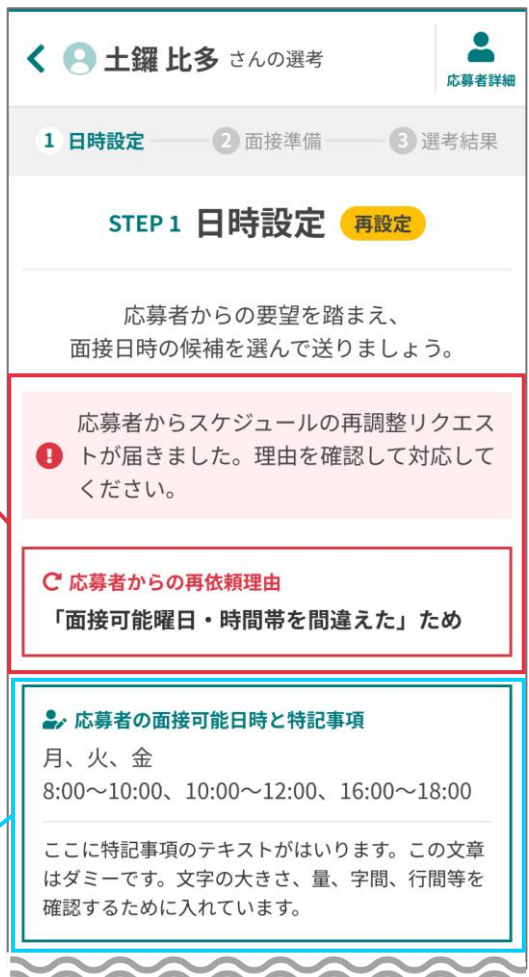 土鑼 比多 さんの選考
応募者詳細
1 日時設定 2 面接準備 3 選考結果
STEP 1 日時設定 再設定
応募者からの要望を踏まえ、
面接日時の候補を選んで送りましょう。
応募者からスケジュールの再調整リクエス
トが届きました。理由を確認して対応して
ください。
応募者からの再依頼理由
「面接可能曜日・時間帯を間違えた」ため
応募者の面接可能日時と特記事項
月、火、金
8:00〜10:00、10:00〜12:00、16:00〜18:00
ここに特記事項のテキストがはいります。この文章
はダミーです。文字の大きさ、量、字間、行間等を
確認するために入れています。